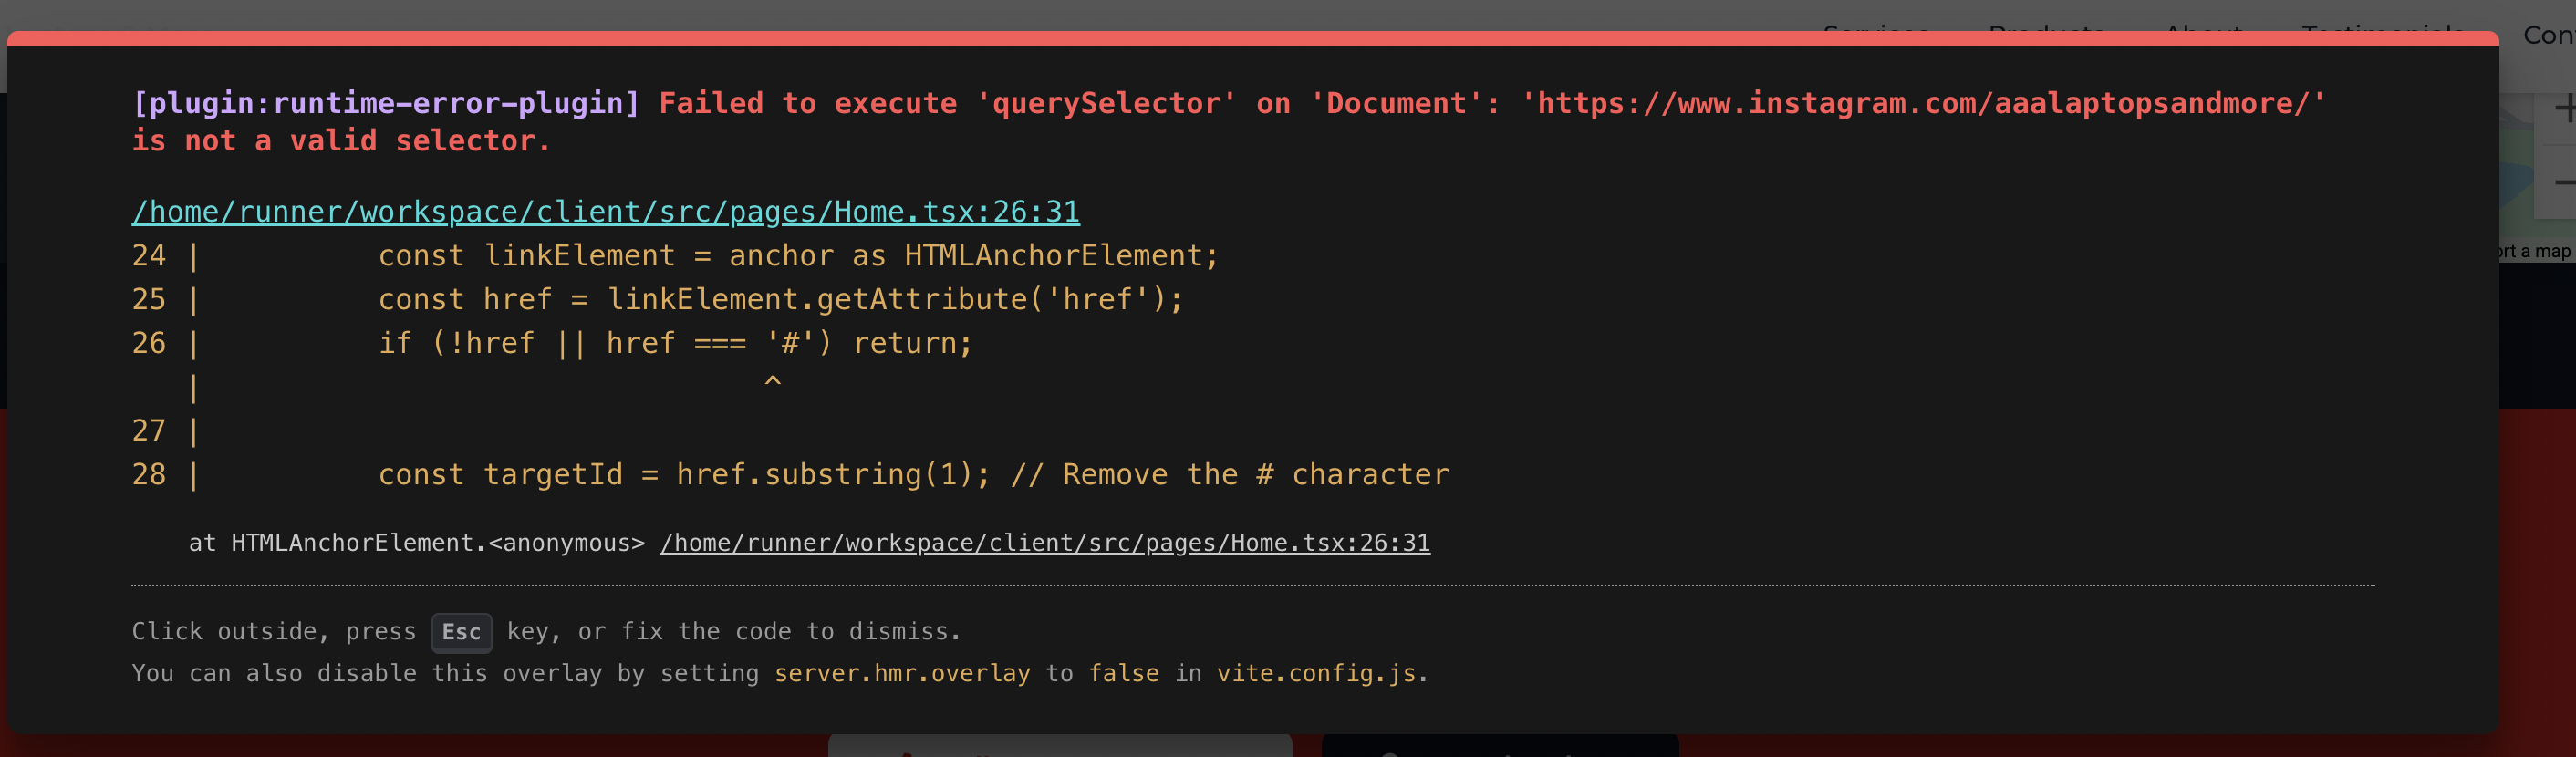 Services Products About Testimonials
[plugin:runtime-error-plugin] Failed to execute 'querySelector' on 'Document': 'https://www.instagram.com/aaalaptopsandmore/'
is not a valid selector.
/home/runner/workspace/client/src/pages/Home.tsx:26:31
24 |          const linkElement = anchor as HTMLAnchorElement;
25 |          const href = linkElement.getAttribute('href');
26 |          if (!href || href === '#') return;
   |                                ^
27 |
28 |          const targetId = href.substring(1); // Remove the # character
at HTMLAnchorElement.<anonymous> /home/runner/workspace/client/src/pages/Home.tsx:26:31
Click outside, press Esc key, or fix the code to dismiss.
You can also disable this overlay by setting server.hmr.overlay to false in vite.config.js.
a map